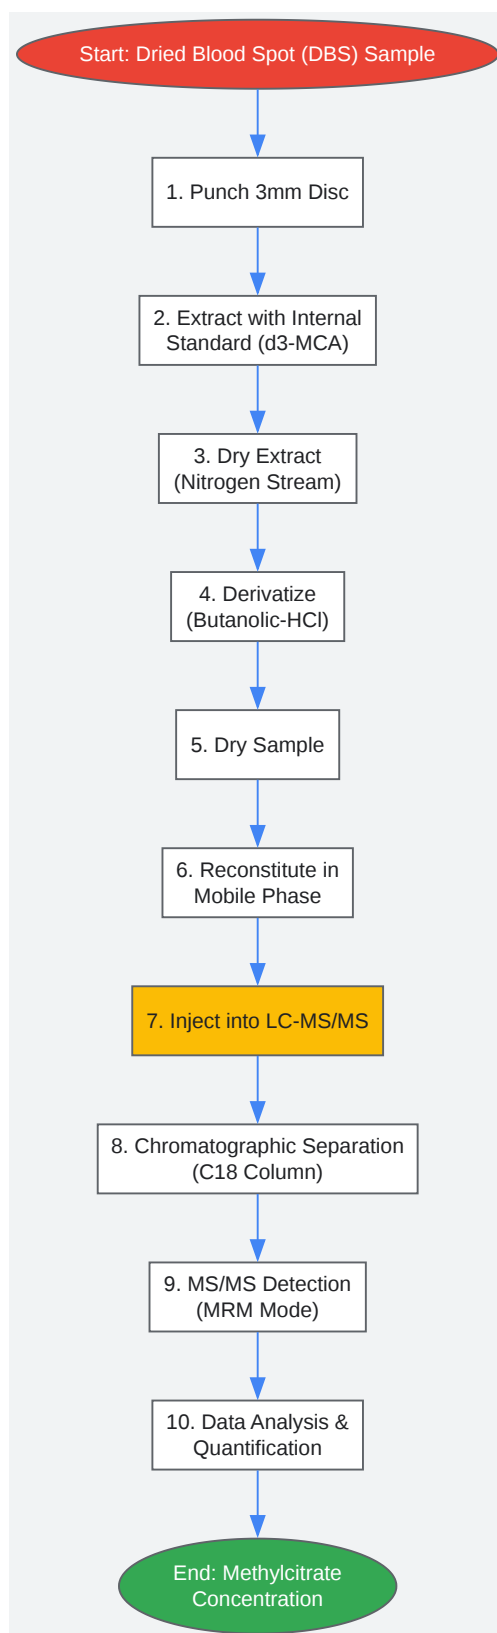 Start: Dried Blood Spot (DBS) Sample
1. Punch 3mm Disc
2. Extract with Internal
Standard (d3-MCA)
3. Dry Extract
(Nitrogen Stream)
4. Derivatize
(Butanolic-HCl)
5. Dry Sample
6. Reconstitute in
Mobile Phase
7. Inject into LC-MS/MS
8. Chromatographic Separation
(C18 Column)
9. MS/MS Detection
(MRM Mode)
10. Data Analysis &
Quantification
End: Methylcitrate
Concentration